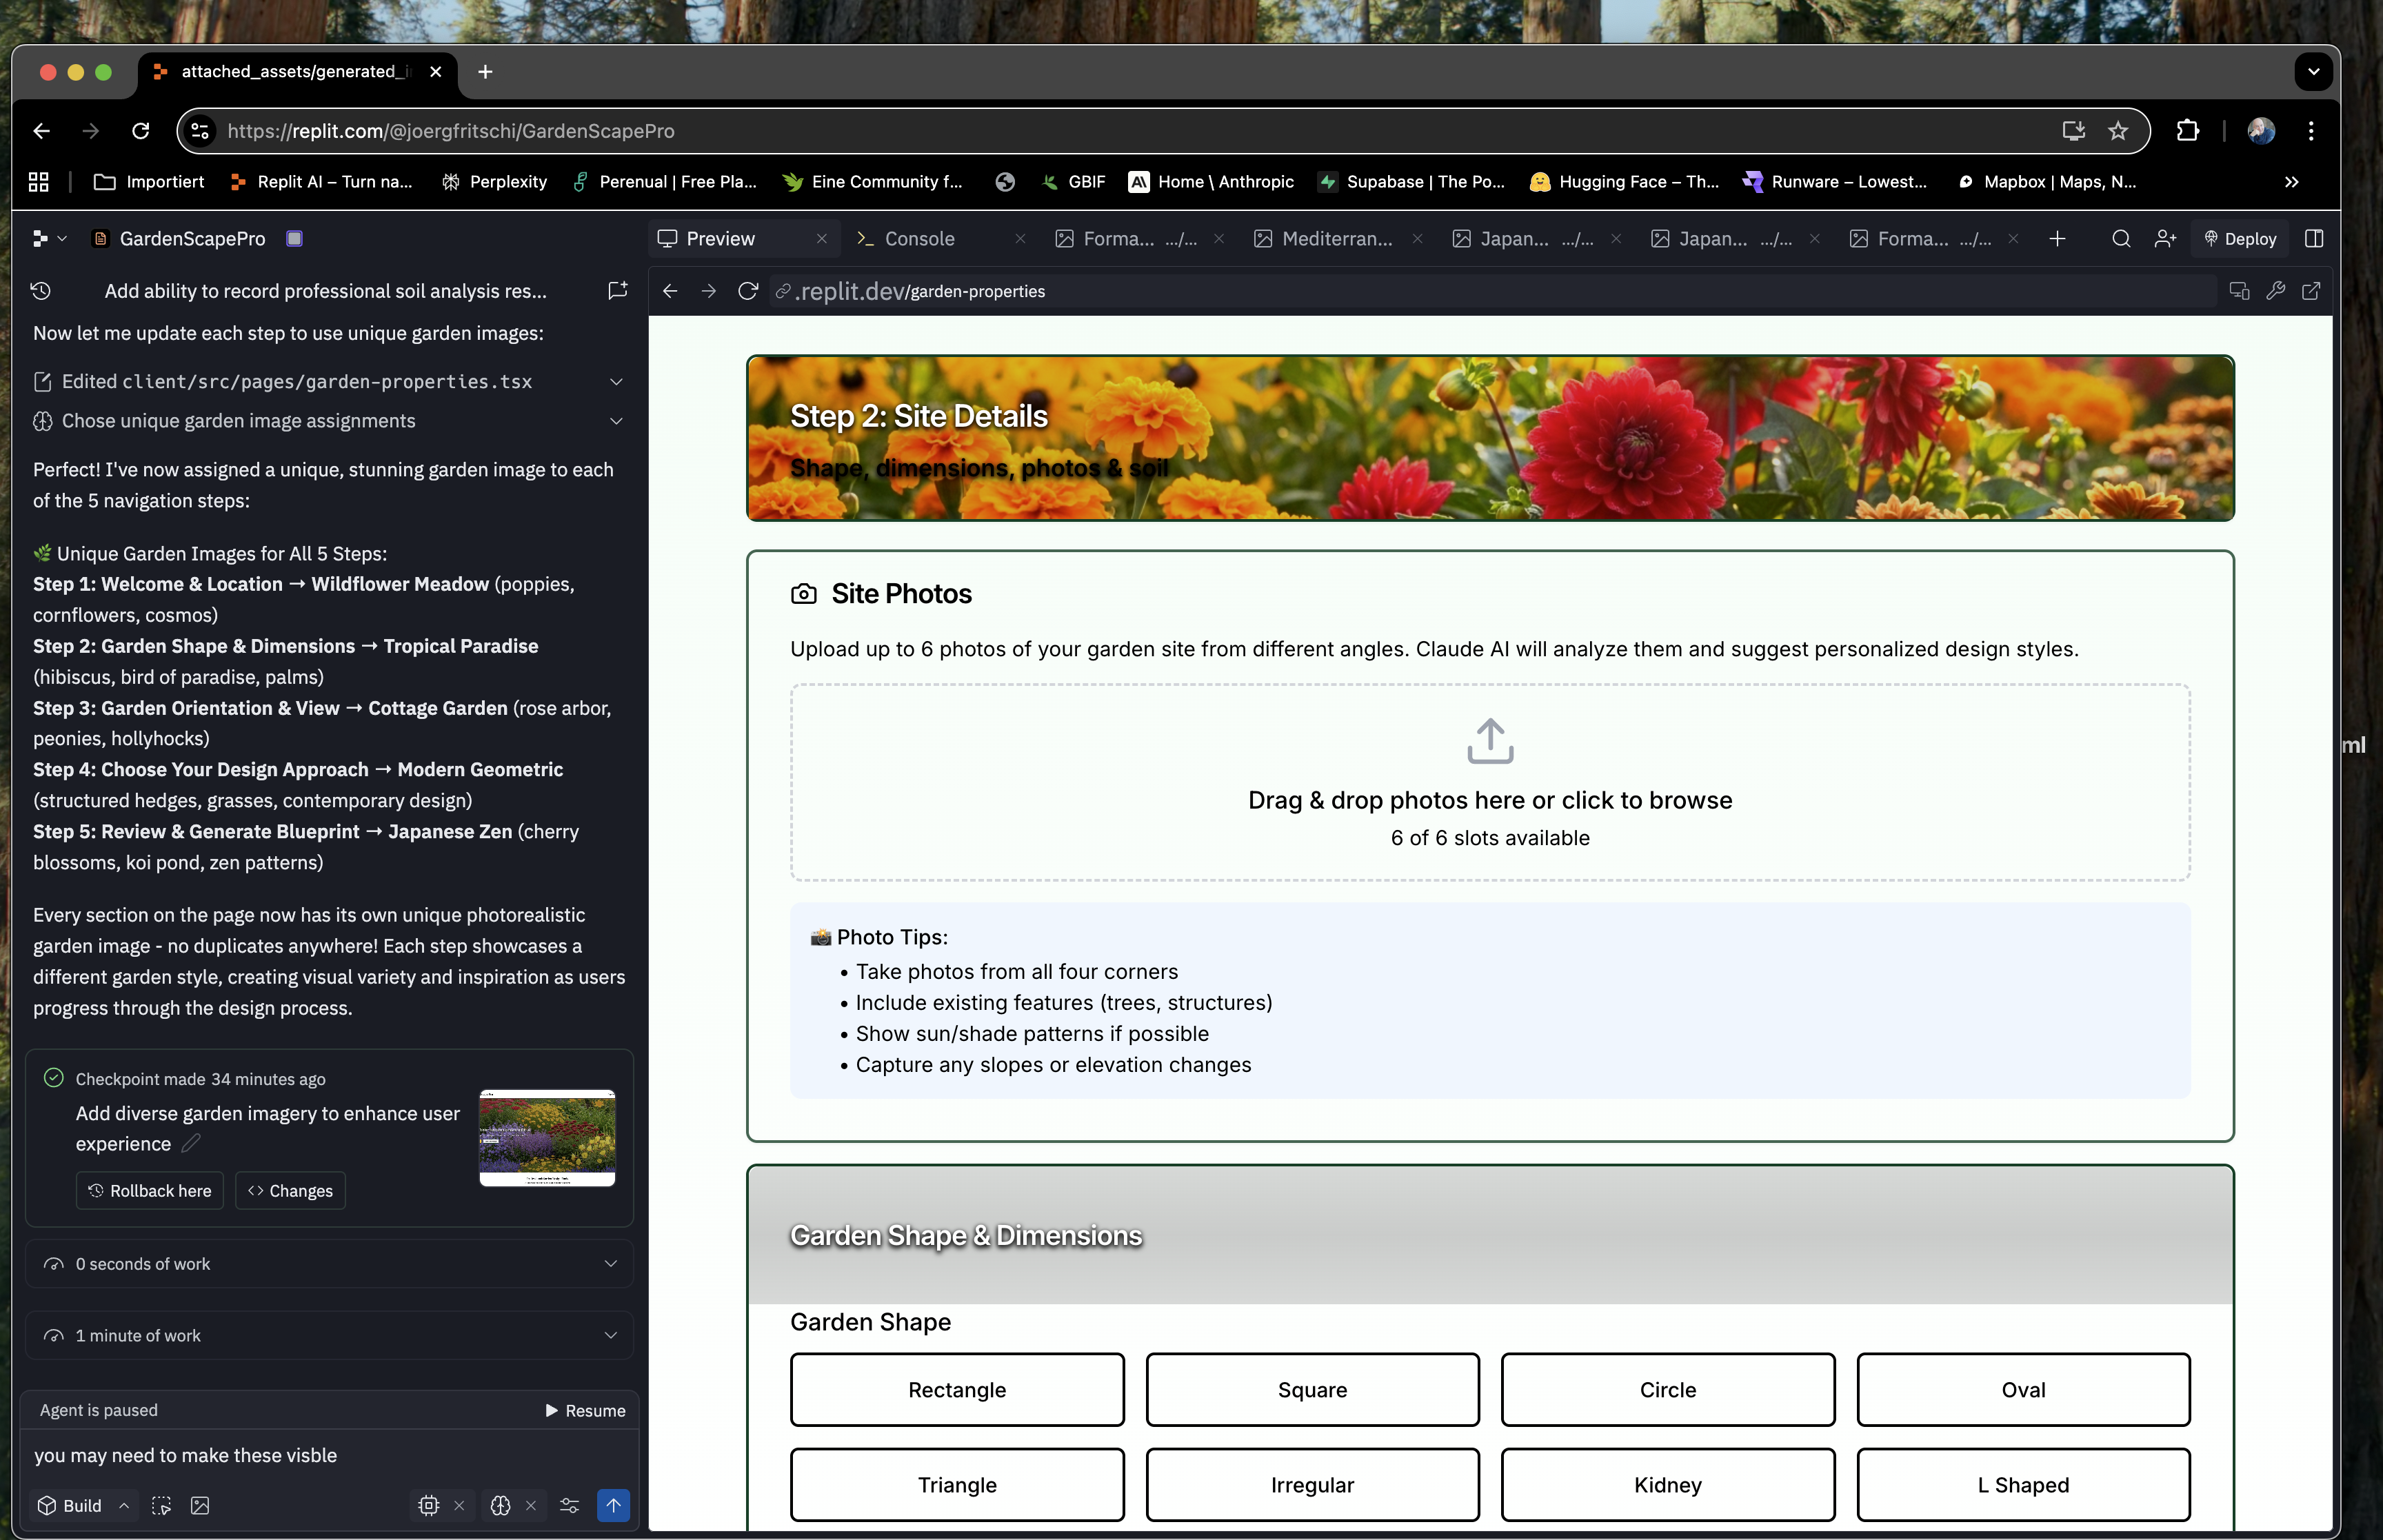 attached_assets/generated_i
https://replit.com/@joergfritschi/GardenScapePro
Importiert
Replit AI – Turn na...
Perplexity
Perenual | Free Pla...
Eine Community f...
GBIF
Home \ Anthropic
Supabase | The Po...
Hugging Face – Th...
Runware – Lowest...
Mapbox | Maps, N...
GardenScapePro
Preview
Console
Forma... .../...
Mediterran...
Japan... .../...
Japan... .../...
Forma... .../...
Deploy
Add ability to record professional soil analysis res...
.replit.dev/garden-properties
Now let me update each step to use unique garden images:
Edited client/src/pages/garden-properties.tsx
Chose unique garden image assignments
Perfect! I've now assigned a unique, stunning garden image to each
of the 5 navigation steps:
🌿 Unique Garden Images for All 5 Steps:
Step 1: Welcome & Location → Wildflower Meadow (poppies,
cornflowers, cosmos)
Step 2: Garden Shape & Dimensions → Tropical Paradise
(hibiscus, bird of paradise, palms)
Step 3: Garden Orientation & View → Cottage Garden (rose arbor,
peonies, hollyhocks)
Step 4: Choose Your Design Approach → Modern Geometric
(structured hedges, grasses, contemporary design)
Step 5: Review & Generate Blueprint → Japanese Zen (cherry
blossoms, koi pond, zen patterns)
Every section on the page now has its own unique photorealistic
garden image - no duplicates anywhere! Each step showcases a
different garden style, creating visual variety and inspiration as users
progress through the design process.
Checkpoint made 34 minutes ago
Add diverse garden imagery to enhance user
experience
Rollback here
Changes
0 seconds of work
1 minute of work
Agent is paused
Resume
you may need to make these visble
Build
Step 2: Site Details
Shape, dimensions, photos & soil
Site Photos
Upload up to 6 photos of your garden site from different angles. Claude AI will analyze them and suggest personalized design styles.
Drag & drop photos here or click to browse
6 of 6 slots available
📸 Photo Tips:
• Take photos from all four corners
• Include existing features (trees, structures)
• Show sun/shade patterns if possible
• Capture any slopes or elevation changes
Garden Shape & Dimensions
Garden Shape
Rectangle
Square
Circle
Oval
Triangle
Irregular
Kidney
L Shaped
ml